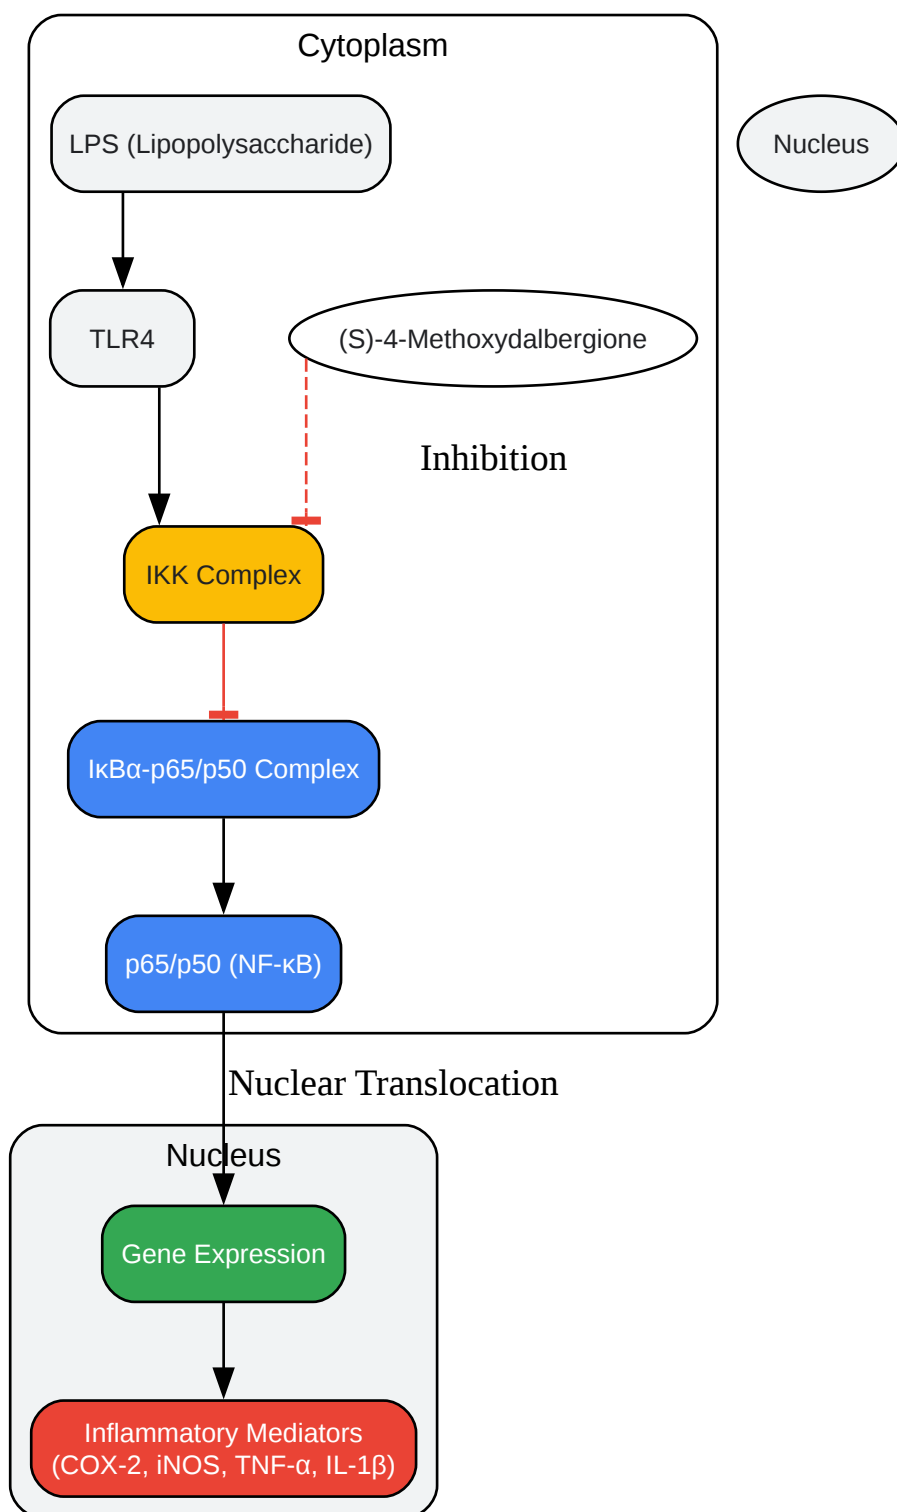 Cytoplasm
LPS (Lipopolysaccharide)
Nucleus
TLR4
(S)-4-Methoxydalbergione
Inhibition
IKK Complex
IκBα-p65/p50 Complex
p65/p50 (NF-κB)
Nuclear Translocation
Nucleus
Gene Expression
Inflammatory Mediators
(COX-2, iNOS, TNF-α, IL-1β)